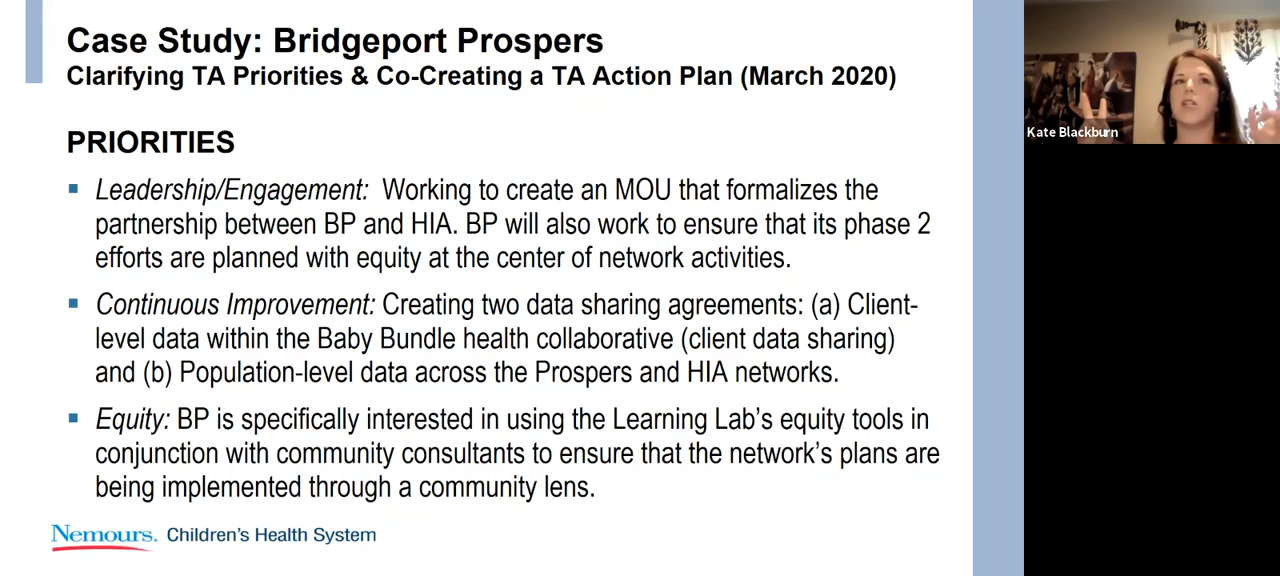 Case Study: Bridgeport Prospers
Clarifying TA Priorities & Co-Creating a TA Action Plan (March 2020)
PRIORITIES
▪ Leadership/Engagement: Working to create an MOU that formalizes the
partnership between BP and HIA. BP will also work to ensure that its phase 2
efforts are planned with equity at the center of network activities.
▪ Continuous Improvement: Creating two data sharing agreements: (a) Client-
level data within the Baby Bundle health collaborative (client data sharing)
and (b) Population-level data across the Prospers and HIA networks.
▪ Equity: BP is specifically interested in using the Learning Lab's equity tools in
conjunction with community consultants to ensure that the network's plans are
being implemented through a community lens.
Nemours. Children's Health System
Kate Blackburn